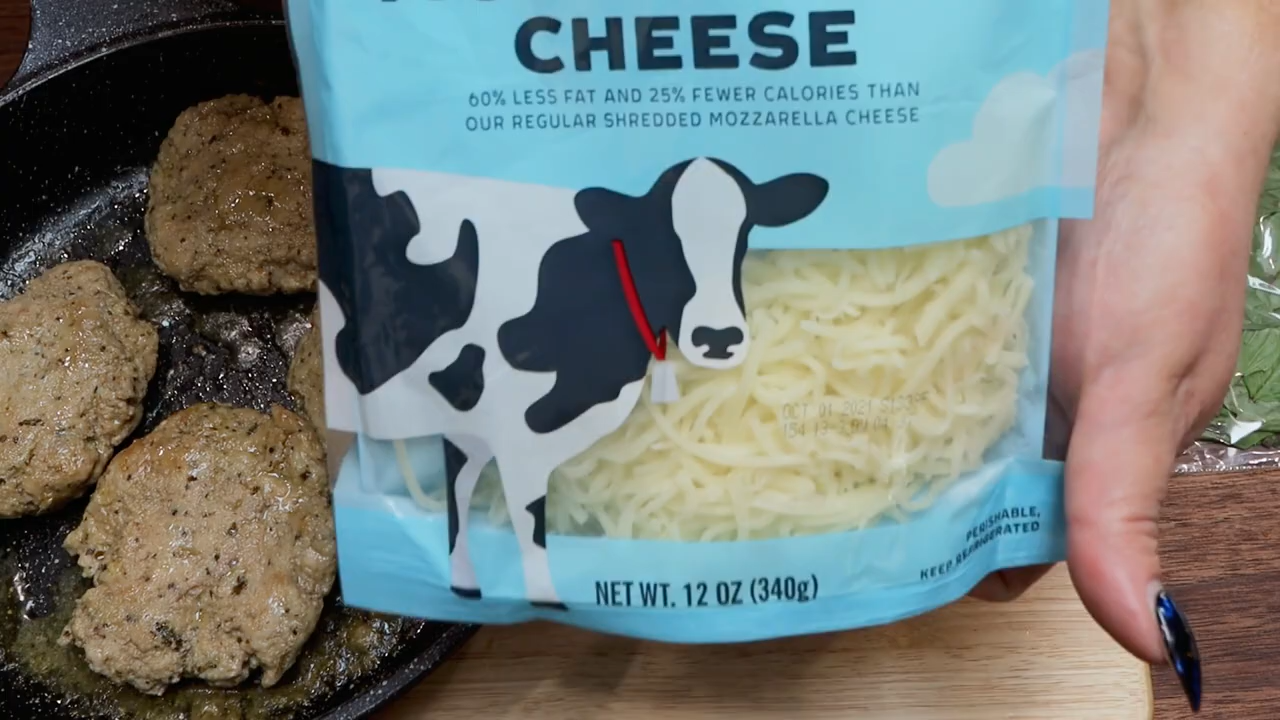 CHEESE
60% LESS FAT AND 25% FEWER CALORIES THAN
OUR REGULAR SHREDDED MOZZARELLA CHEESE
OCT 01 2021
PERISHABLE,
KEEP REFRIGERATED
NET WT. 12 OZ (340g)